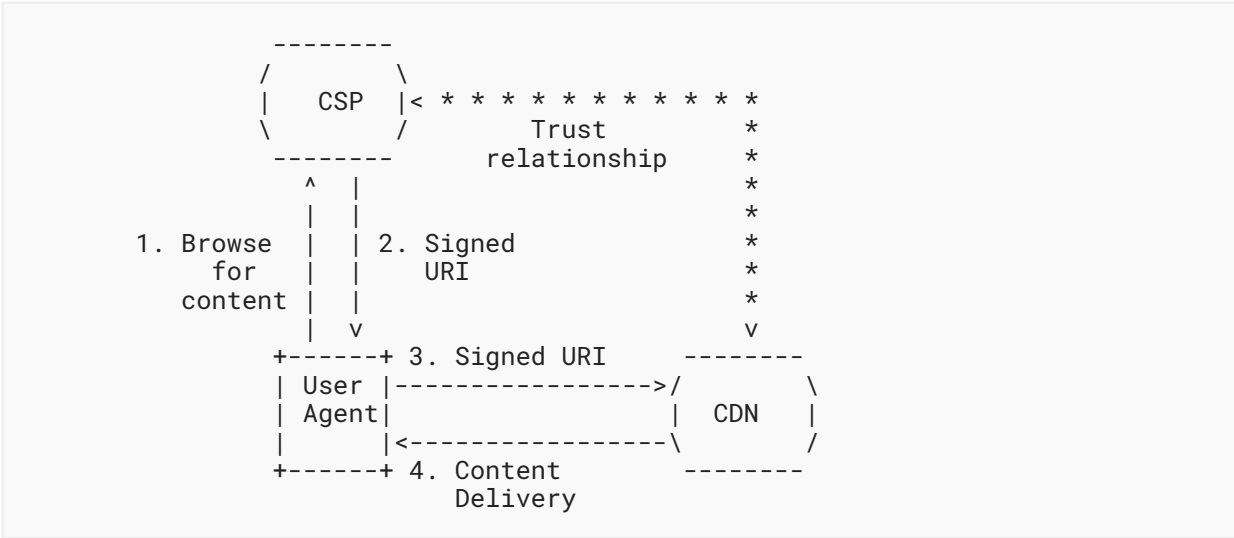 CSP
Trust
relationship
1. Browse 2. Signed
for URI
content
3. Signed URI
User
Agent CDN
4. Content
Delivery